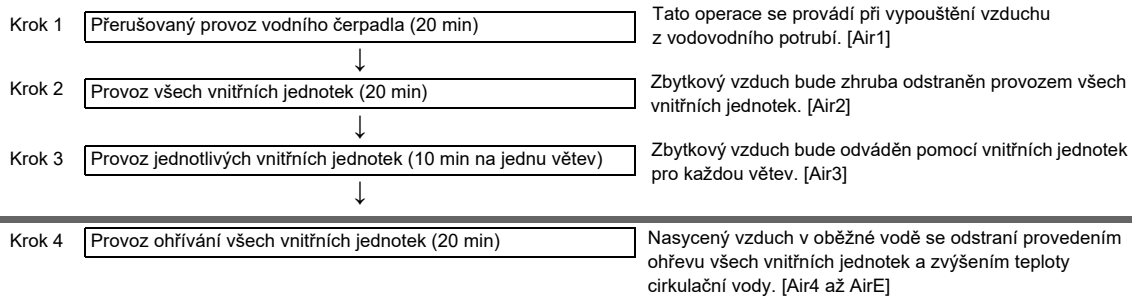 Krok 1
Přerušovaný provoz vodního čerpadla (20 min)
Tato operace se provádí při vypouštění vzduchu
z vodovodního potrubí. [Air1]
↓
Krok 2
Provoz všech vnitřních jednotek (20 min)
Zbytkový vzduch bude zhruba odstraněn provozem všech
vnitřních jednotek. [Air2]
↓
Krok 3
Provoz jednotlivých vnitřních jednotek (10 min na jednu větev)
Zbytkový vzduch bude odváděn pomocí vnitřních jednotek
pro každou větev. [Air3]
↓
Krok 4
Provoz ohřívání všech vnitřních jednotek (20 min)
Nasycený vzduch v oběžné vodě se odstraní provedením
ohřevu všech vnitřních jednotek a zvýšením teploty
cirkulační vody. [Air4 až AirE]